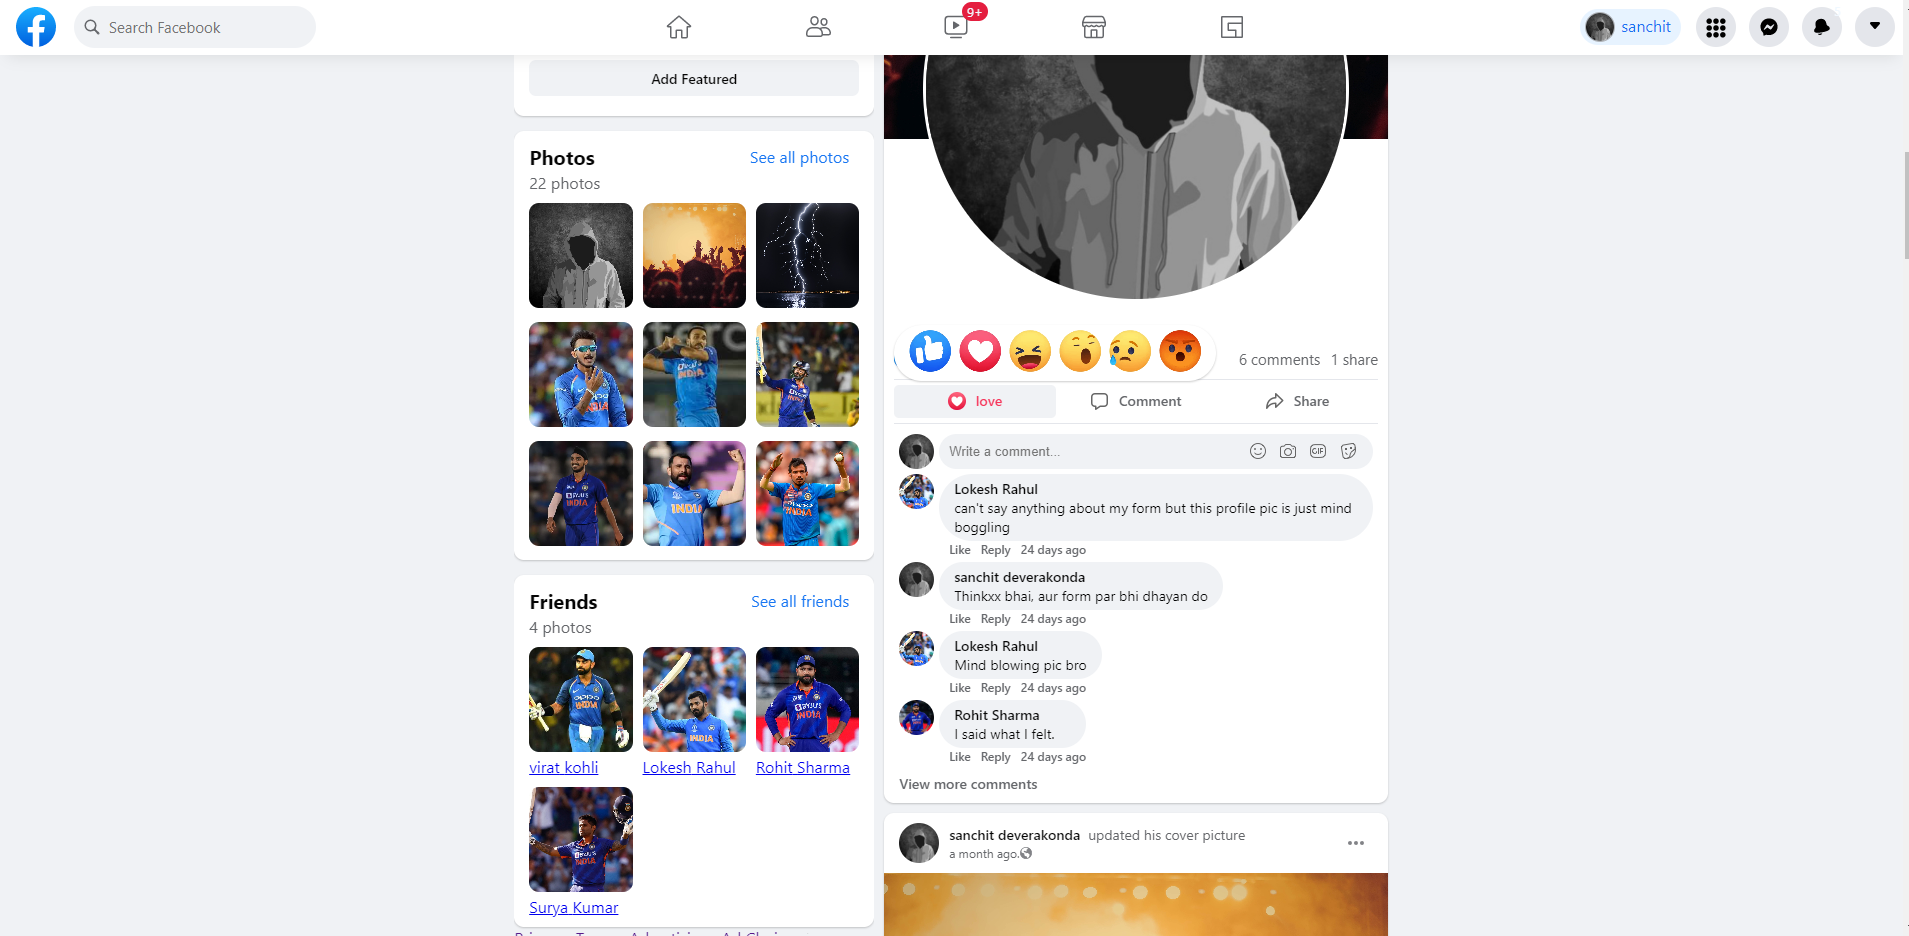 Search Facebook
9+
sanchit
Add Featured
Photos
See all photos
22 photos
Friends
See all friends
4 photos
virat kohli
Lokesh Rahul
Rohit Sharma
Surya Kumar
6 comments 1 share
love
Comment
Share
Write a comment...
GIF
Lokesh Rahul
can't say anything about my form but this profile pic is just mind
boggling
Like Reply 24 days ago
sanchit deverakonda
Thinkxx bhai, aur form par bhi dhayan do
Like Reply 24 days ago
Lokesh Rahul
Mind blowing pic bro
Like Reply 24 days ago
Rohit Sharma
I said what I felt.
Like Reply 24 days ago
View more comments
sanchit deverakonda updated his cover picture
a month ago.